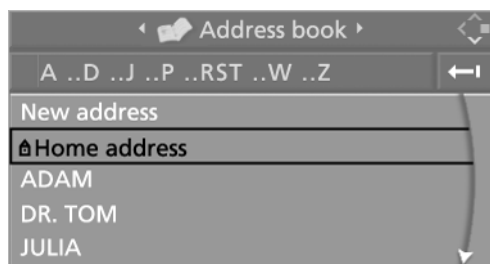 Address book
A ..D ..J ..P ..RST ..W ..Z
New address
Home address
ADAM
DR. TOM
JULIA